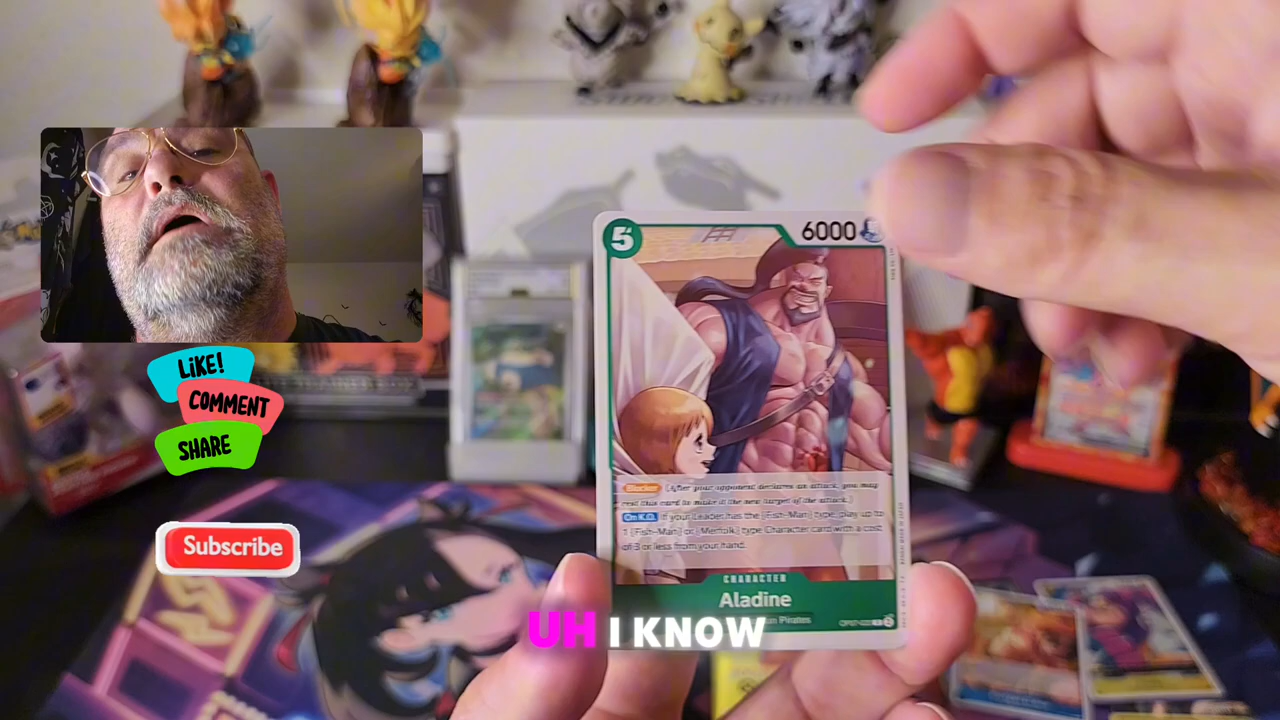 5
6000
LIKE!
COMMENT
SHARE
Subscribe
Blocker (After your opponent declares an attack, you may
rest this card to make it the new target of the attack.)
On K.O. If your Leader has the {Fish-Man} type, play up to
1 {Fish-Man} or {Merfolk} type Character card with a cost
of 3 or less from your hand.
CHARACTER
Aladine
Pirates
UH I KNOW